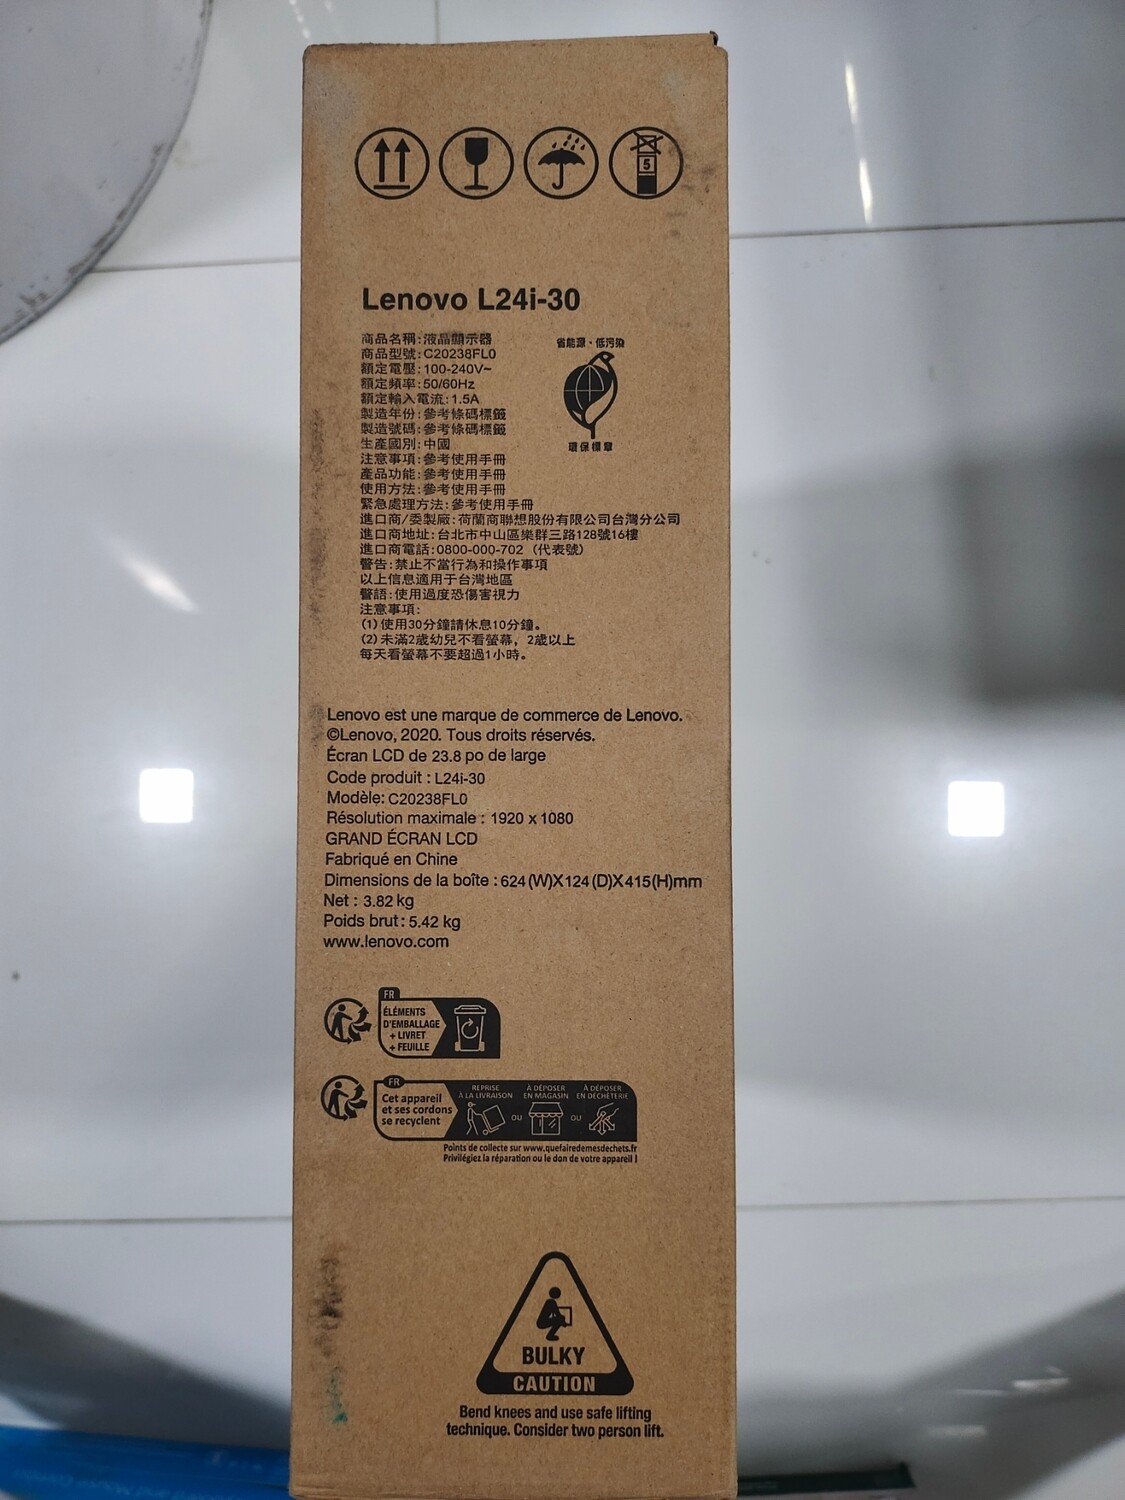 5
Lenovo L24i-30
商品名稱:液晶顯示器
商品型號:C20238FL0
額定電壓:100-240V~
額定頻率:50/60Hz
額定輸入電流:1.5A
製造年份:參考條碼標籤
製造號碼:參考條碼標籤
生產國別:中國
注意事項:參考使用手冊
產品功能:參考使用手冊
使用方法:參考使用手冊
緊急處理方法:參考使用手冊
進口商/委製廠:荷蘭商聯想股份有限公司台灣分公司
進口商地址:台北市中山區樂群三路128號16樓
進口商電話:0800-000-702 (代表號)
警告:禁止不當行為和操作事項
以上信息適用于台灣地區
警語:使用過度恐傷害視力
注意事項:
(1)使用30分鐘請休息10分鐘。
(2)未滿2歲幼兒不看螢幕，2歲以上
每天看螢幕不要超過1小時。
省能源、低污染
環保標章
Lenovo est une marque de commerce de Lenovo.
©Lenovo, 2020. Tous droits réservés.
Écran LCD de 23.8 po de large
Code produit : L24i-30
Modèle: C20238FL0
Résolution maximale : 1920 x 1080
GRAND ÉCRAN LCD
Fabriqué en Chine
Dimensions de la boîte : 624(W)X124(D)X415(H)mm
Net : 3.82 kg
Poids brut : 5.42 kg
www.lenovo.com
FR
ÉLÉMENTS
D'EMBALLAGE
+ LIVRET
+ FEUILLE
FR
Cet appareil
et ses cordons
se recyclent
REPRISE
À LA LIVRAISON
OU
À DÉPOSER
EN MAGASIN
OU
À DÉPOSER
EN DÉCHÈTERIE
Points de collecte sur www.quefairedemesdechets.fr
Privilégiez la réparation ou le don de votre appareil !
BULKY
CAUTION
Bend knees and use safe lifting
technique. Consider two person lift.